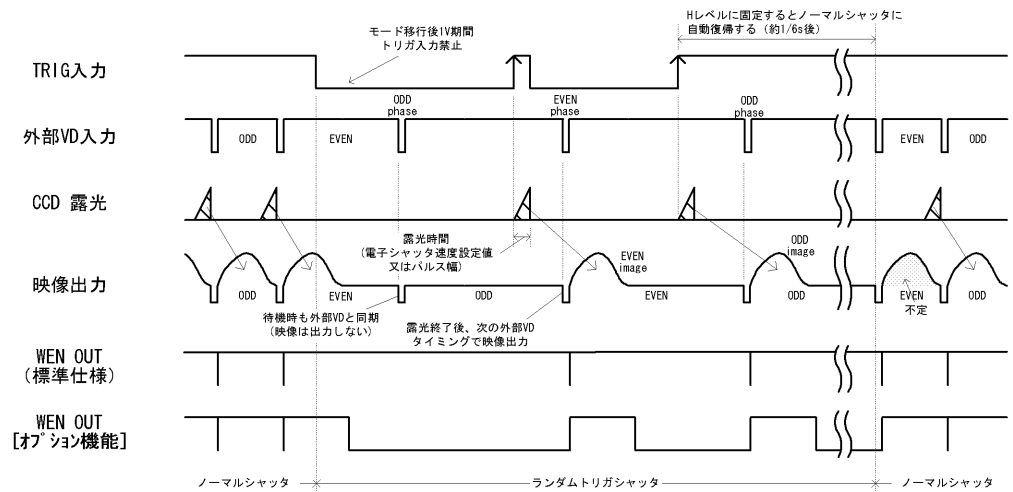 Hレベルに固定するとノーマルシャッタに
自動復帰する（約1/6s後）
モード移行後1V期間
トリガ入力禁止
TRIG入力
ODD
phase
EVEN
phase
ODD
phase
外部VD入力
ODD
EVEN
EVEN
ODD
CCD 露光
露光時間
（電子シャッタ速度設定値
又はパルス幅）
EVEN
image
ODD
image
映像出力
ODD
EVEN
ODD
EVEN
ODD
EVEN
ODD
不定
待機時も外部VDと同期
（映像は出力しない）
露光終了後、次の外部VD
タイミングで映像出力
WEN OUT
（標準仕様）
WEN OUT
[ｵﾌﾟｼｮﾝ機能]
ノーマルシャッタ
ランダムトリガシャッタ
ノーマルシャッタ